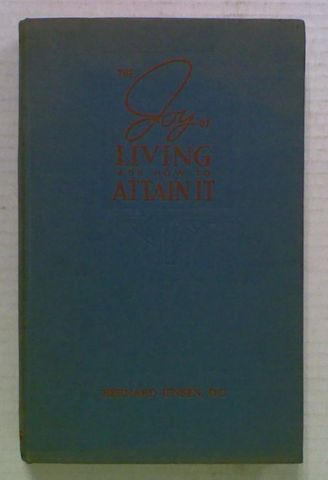 THE
Joy OF
LIVING
AND HOW TO
ATTAIN IT
BERNARD JENSEN, D.C.